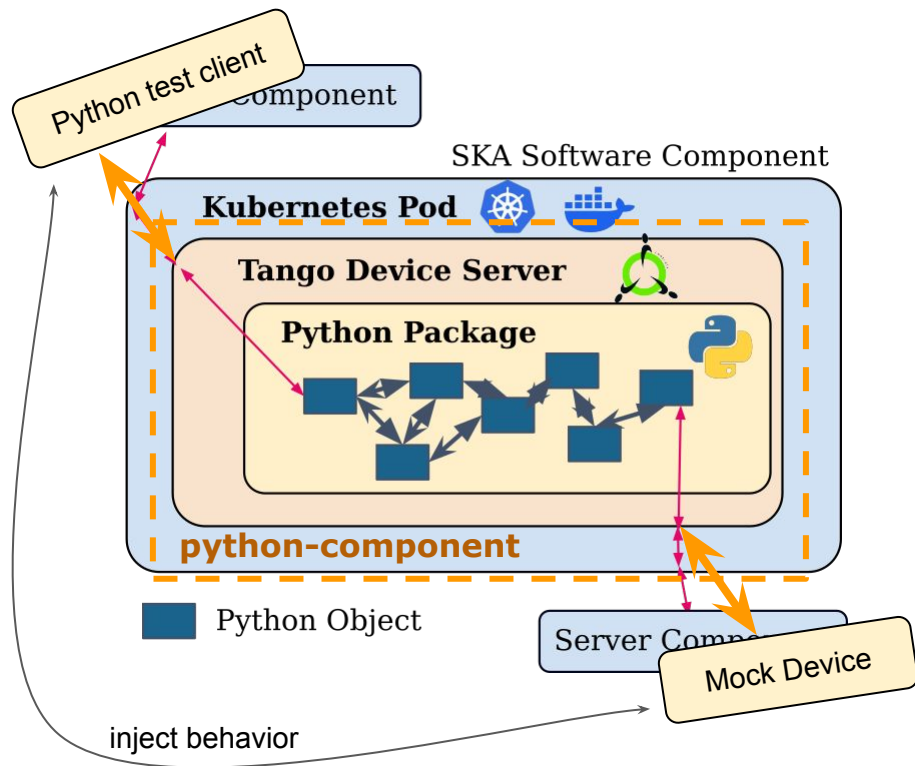 Python test client
Component
SKA Software Component
Kubernetes Pod
Tango Device Server
Python Package
python-component
Python Object
Server Comp
Mock Device
inject behavior